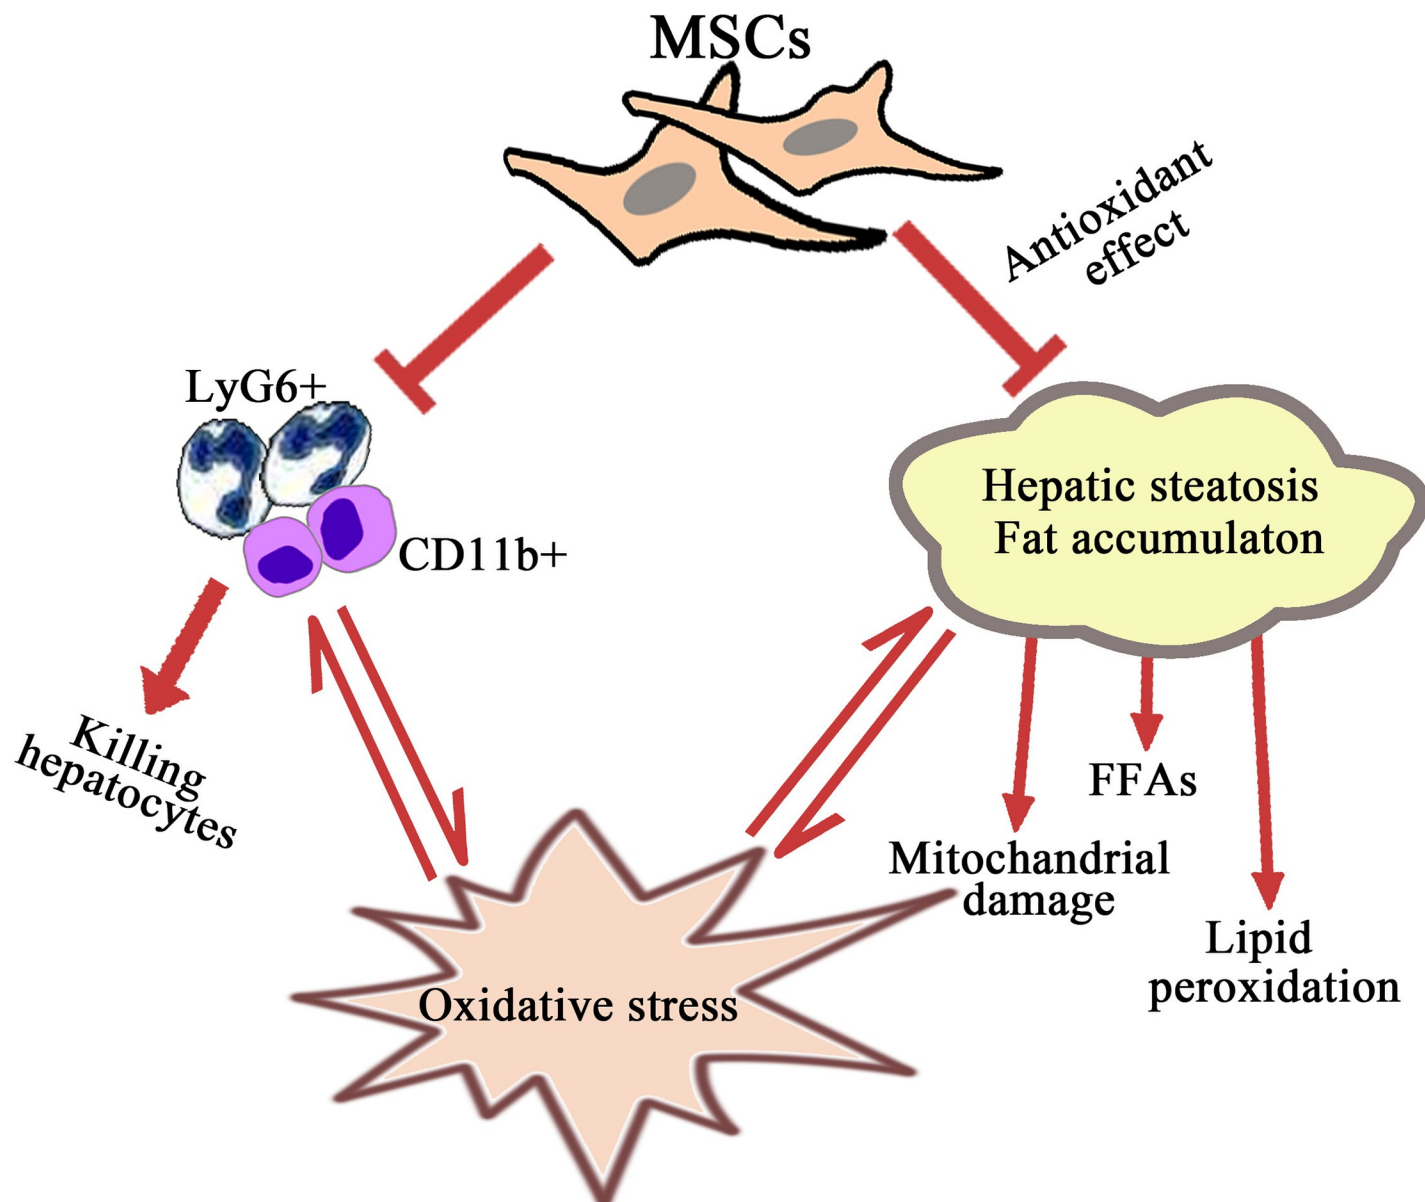 MSCs
Antioxidant
effect
LyG6+
CD11b+
Hepatic steatosis
Fat accumulaton
Killing
hepatocytes
FFAs
Mitochandrial
damage
Lipid
peroxidation
Oxidative stress